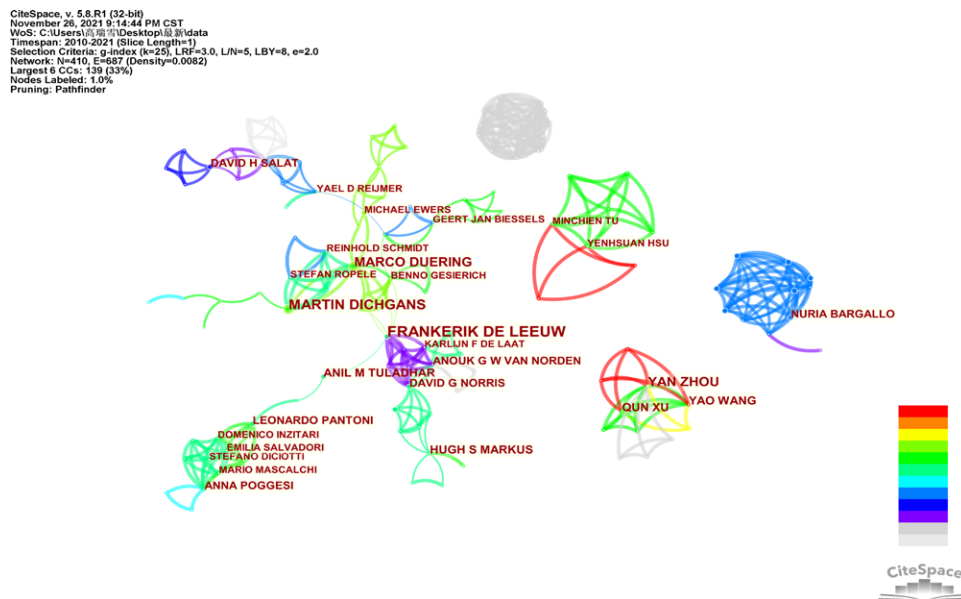 CiteSpace, v. 5.8.R1 (32-bit)
November 26, 2021 9:14:44 PM CST
WoS: C:\Users\高瑞雪\Desktop\最新\data
Timespan: 2010-2021 (Slice Length=1)
Selection Criteria: g-index (k=25), LRF=3.0, L/N=5, LBY=8, e=2.0
Network: N=410, E=687 (Density=0.0082)
Largest 6 CCs: 139 (33%)
Nodes Labeled: 1.0%
Pruning: Pathfinder
DAVID H SALAT
YAEL D REIJMER
MICHAEL EWERS
GEERT JAN BIESSELS
MINCHIEN TU
YENHSUAN HSU
REINHOLD SCHMIDT
MARCO DUERING
STEFAN ROPELE
BENNO GESIERICH
MARTIN DICHGANS
NURIA BARGALLO
FRANKERIK DE LEEUW
KARLIJN F DE LAAT
ANOUK G W VAN NORDEN
ANIL M TULADHAR
DAVID G NORRIS
YAN ZHOU
YAO WANG
QUN XU
LEONARDO PANTONI
DOMENICO INZITARI
EMILIA SALVADORI
STEFANO DICIOTTI
MARIO MASCALCHI
ANNA POGGESI
HUGH S MARKUS
CiteSpace